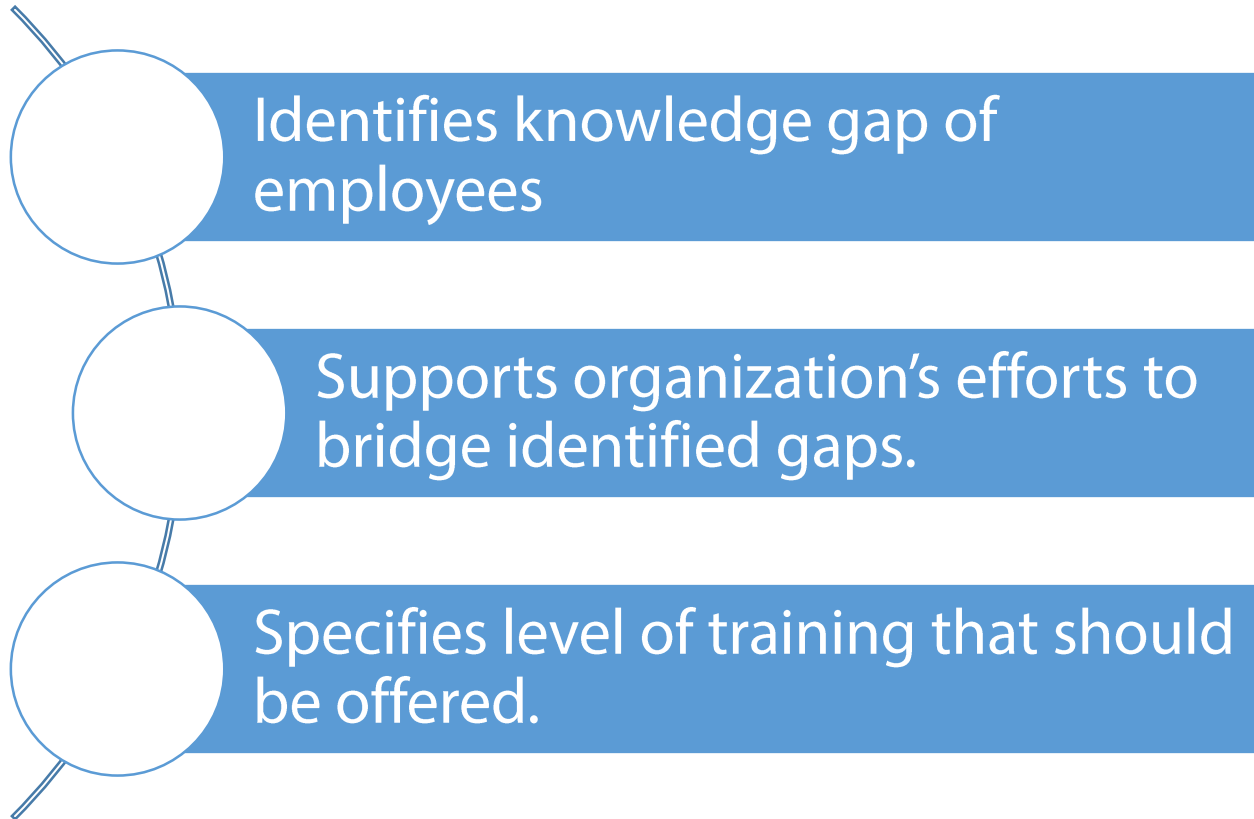 Identifies knowledge gap of
employees
Supports organization’s efforts to
bridge identified gaps.
Specifies level of training that should
be offered.